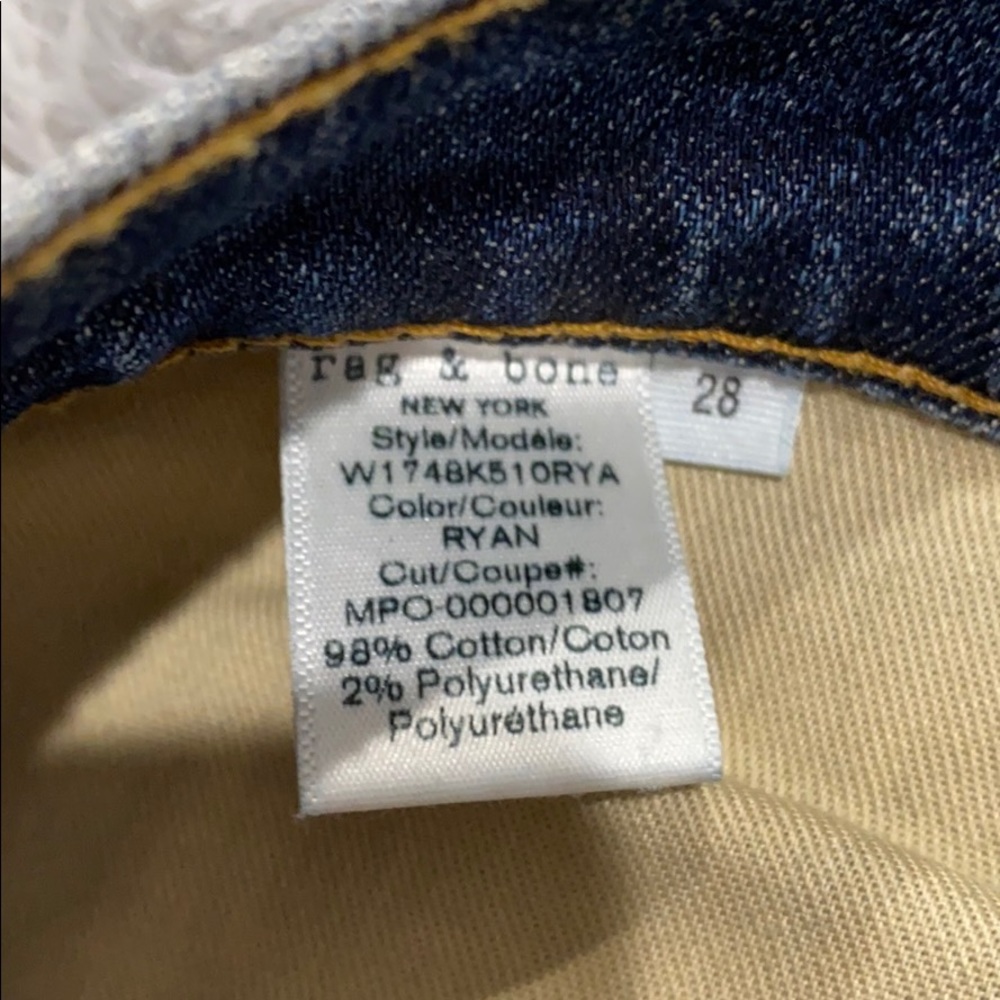 rag & bone
NEW YORK
Style/Modéle:
W1748K510RYA
Color/Couleur:
RYAN
Cut/Coupe#:
MPO-000001807
98% Cotton/Coton
2% Polyurethane/
Polyuréthane
28